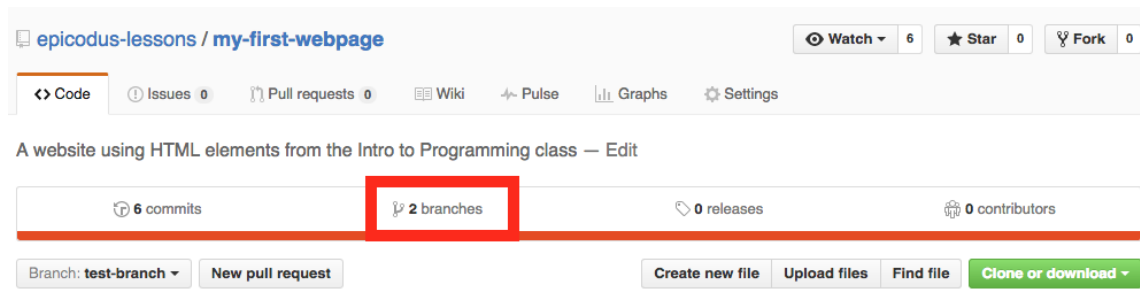 epicodus-lessons / my-first-webpage Watch 6 Star 0 Fork 0
Code Issues 0 Pull requests 0 Wiki Pulse Graphs Settings
A website using HTML elements from the Intro to Programming class — Edit
6 commits 2 branches 0 releases 0 contributors
Branch: test-branch New pull request Create new file Upload files Find file Clone or download